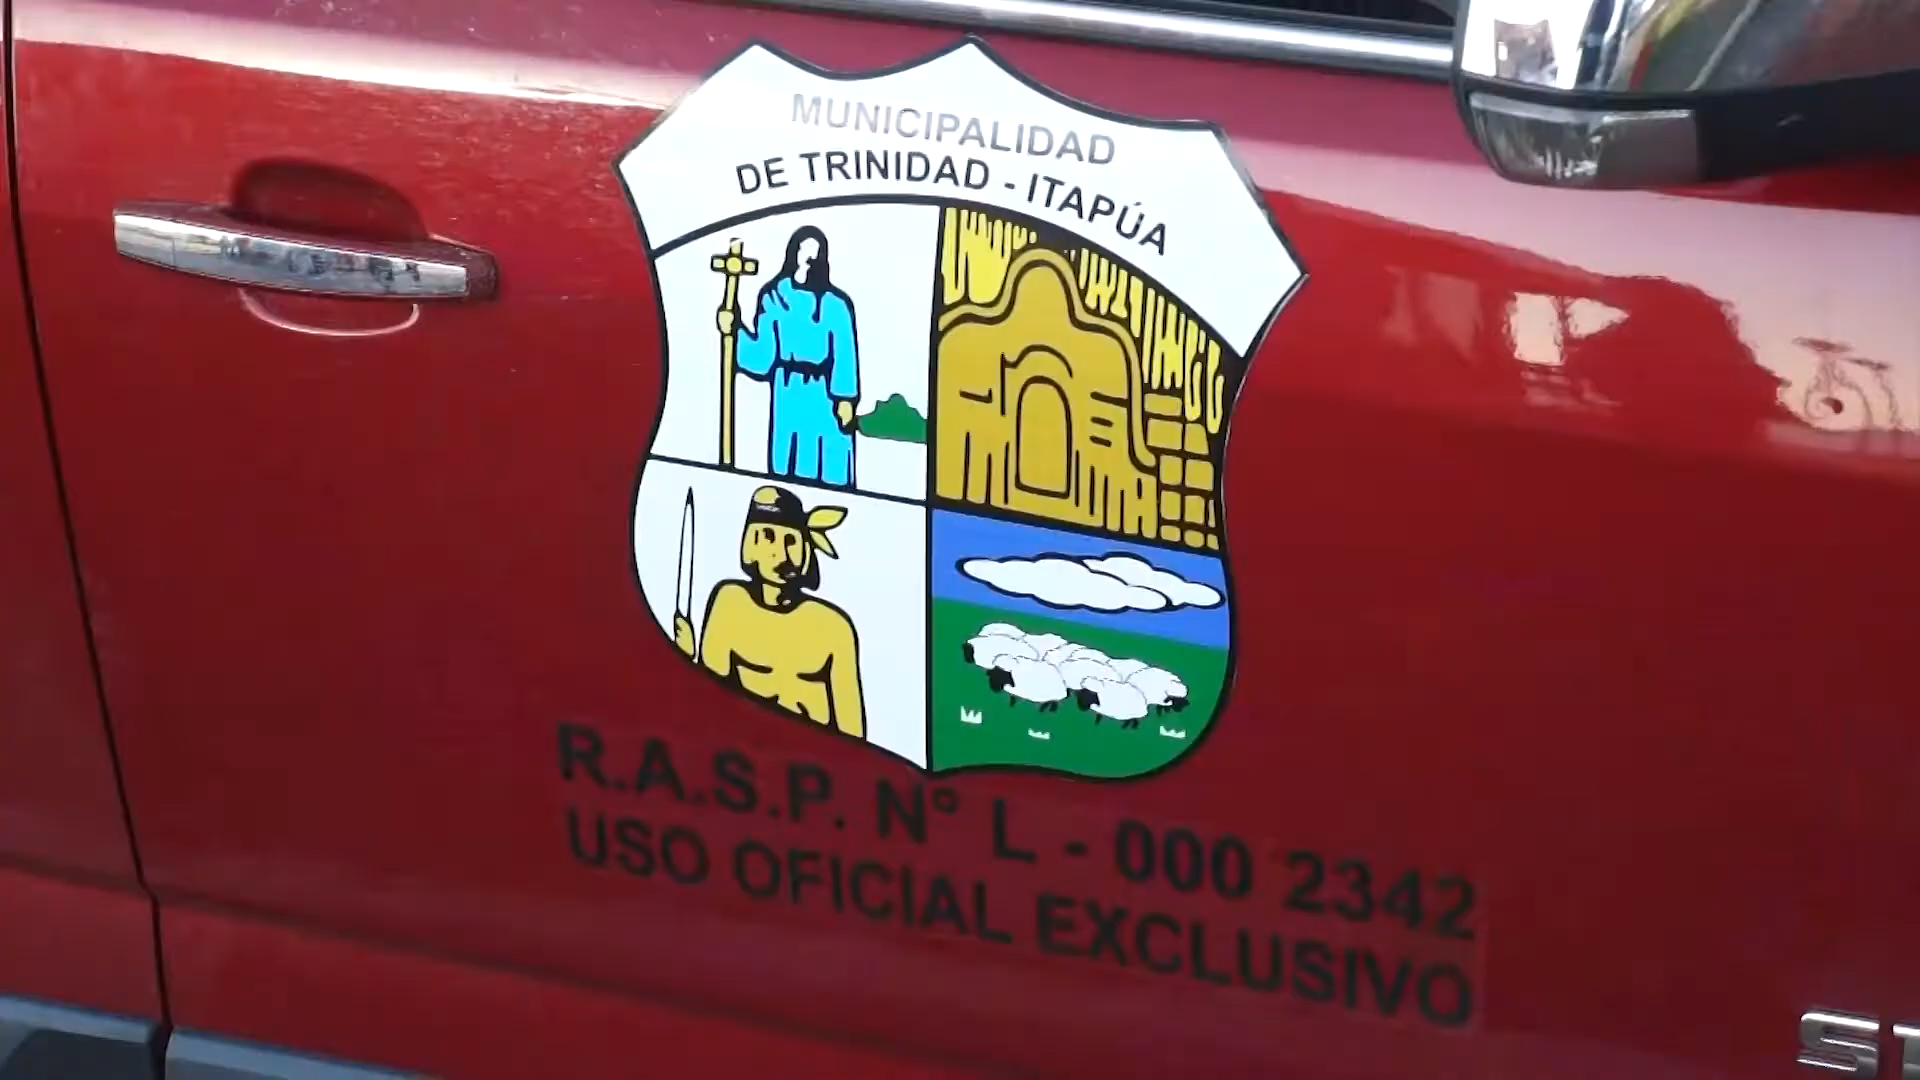 MUNICIPALIDAD
DE TRINIDAD - ITAPÚA
R.A.S.P. N° L - 000 2342
USO OFICIAL EXCLUSIVO